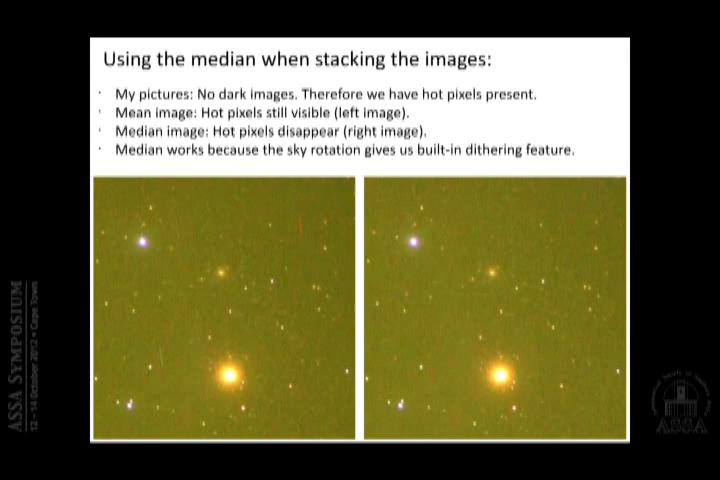 Using the median when stacking the images:
· My pictures: No dark images. Therefore we have hot pixels present.
· Mean image: Hot pixels still visible (left image).
· Median image: Hot pixels disappear (right image).
· Median works because the sky rotation gives us built-in dithering feature.
ASSA SYMPOSIUM
12 – 14 October 2012 • Cape Town
ASSA